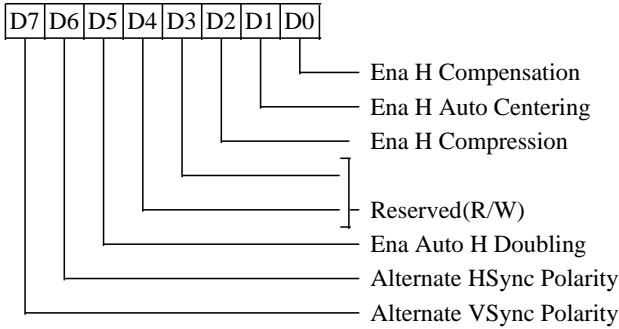 D7 D6 D5 D4 D3 D2 D1 D0
Ena H Compensation
Ena H Auto Centering
Ena H Compression
Reserved(R/W)
Ena Auto H Doubling
Alternate HSync Polarity
Alternate VSync Polarity